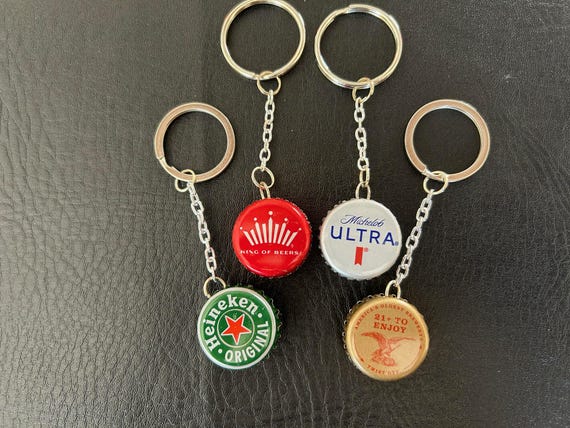 KING OF BEERS
Michelob
ULTRA
Heineken
ORIGINAL
AMERICA'S OLDEST BREWERY
21+ TO
ENJOY
TWIST OFF